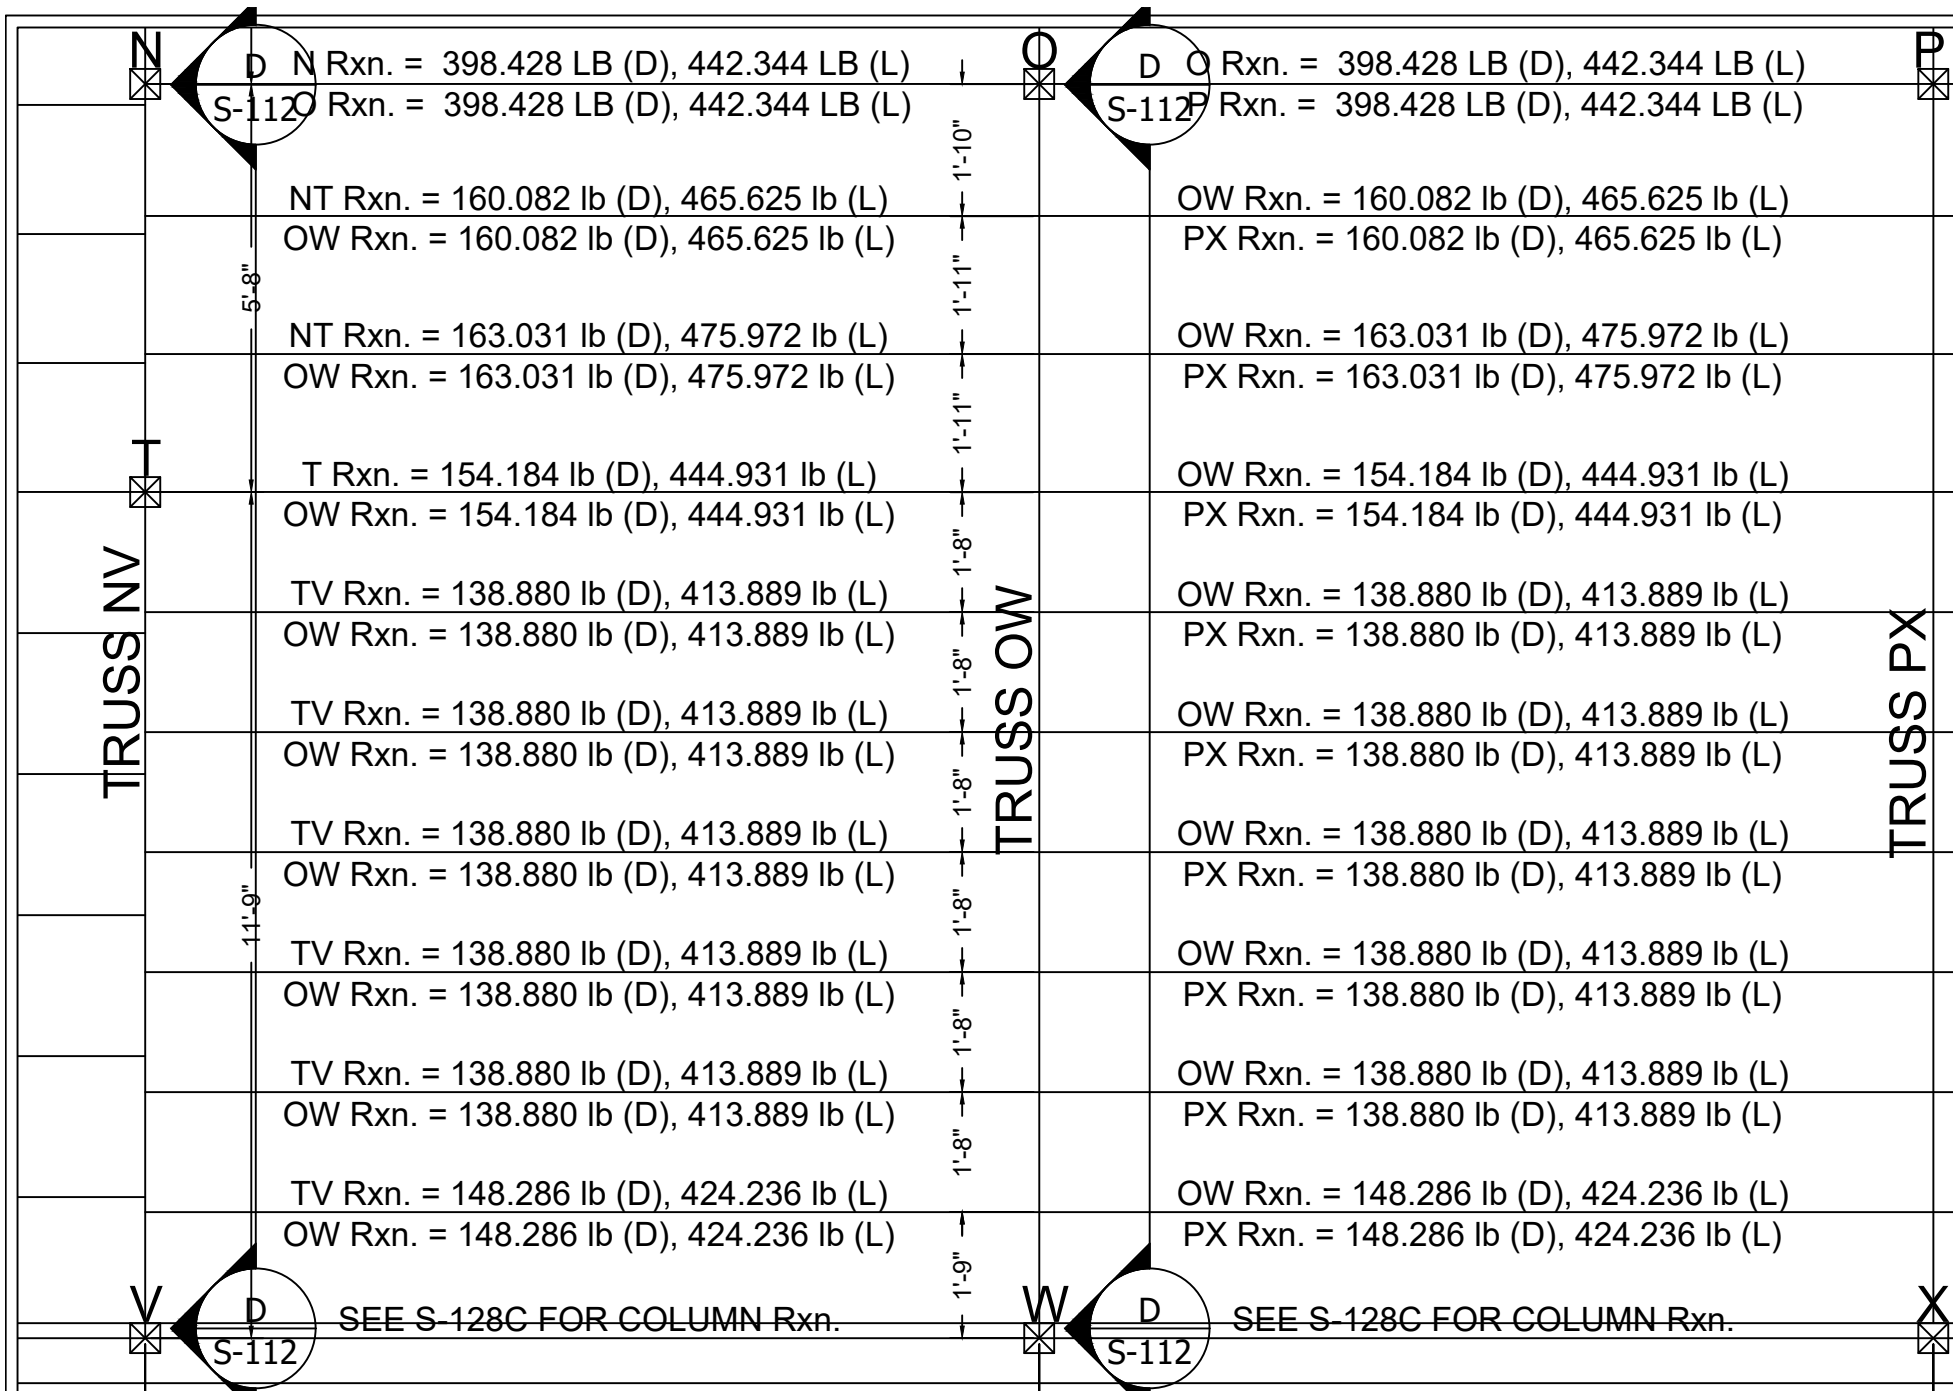 N
O
P
D
S-112
N Rxn. = 398.428 LB (D), 442.344 LB (L)
O Rxn. = 398.428 LB (D), 442.344 LB (L)
D
S-112
O Rxn. = 398.428 LB (D), 442.344 LB (L)
P Rxn. = 398.428 LB (D), 442.344 LB (L)
1'-10"
NT Rxn. = 160.082 lb (D), 465.625 lb (L)
OW Rxn. = 160.082 lb (D), 465.625 lb (L)
OW Rxn. = 160.082 lb (D), 465.625 lb (L)
PX Rxn. = 160.082 lb (D), 465.625 lb (L)
5'-8"
1'-11"
NT Rxn. = 163.031 lb (D), 475.972 lb (L)
OW Rxn. = 163.031 lb (D), 475.972 lb (L)
OW Rxn. = 163.031 lb (D), 475.972 lb (L)
PX Rxn. = 163.031 lb (D), 475.972 lb (L)
1'-11"
T
T Rxn. = 154.184 lb (D), 444.931 lb (L)
OW Rxn. = 154.184 lb (D), 444.931 lb (L)
OW Rxn. = 154.184 lb (D), 444.931 lb (L)
PX Rxn. = 154.184 lb (D), 444.931 lb (L)
1'-8"
TRUSS NV
TRUSS OW
TRUSS PX
TV Rxn. = 138.880 lb (D), 413.889 lb (L)
OW Rxn. = 138.880 lb (D), 413.889 lb (L)
OW Rxn. = 138.880 lb (D), 413.889 lb (L)
PX Rxn. = 138.880 lb (D), 413.889 lb (L)
1'-8"
TV Rxn. = 138.880 lb (D), 413.889 lb (L)
OW Rxn. = 138.880 lb (D), 413.889 lb (L)
OW Rxn. = 138.880 lb (D), 413.889 lb (L)
PX Rxn. = 138.880 lb (D), 413.889 lb (L)
1'-8"
TV Rxn. = 138.880 lb (D), 413.889 lb (L)
OW Rxn. = 138.880 lb (D), 413.889 lb (L)
OW Rxn. = 138.880 lb (D), 413.889 lb (L)
PX Rxn. = 138.880 lb (D), 413.889 lb (L)
11'-9"
1'-8"
TV Rxn. = 138.880 lb (D), 413.889 lb (L)
OW Rxn. = 138.880 lb (D), 413.889 lb (L)
OW Rxn. = 138.880 lb (D), 413.889 lb (L)
PX Rxn. = 138.880 lb (D), 413.889 lb (L)
1'-8"
TV Rxn. = 138.880 lb (D), 413.889 lb (L)
OW Rxn. = 138.880 lb (D), 413.889 lb (L)
OW Rxn. = 138.880 lb (D), 413.889 lb (L)
PX Rxn. = 138.880 lb (D), 413.889 lb (L)
1'-8"
TV Rxn. = 148.286 lb (D), 424.236 lb (L)
OW Rxn. = 148.286 lb (D), 424.236 lb (L)
OW Rxn. = 148.286 lb (D), 424.236 lb (L)
PX Rxn. = 148.286 lb (D), 424.236 lb (L)
1'-9"
V
D
S-112
SEE S-128C FOR COLUMN Rxn.
W
D
S-112
SEE S-128C FOR COLUMN Rxn.
X